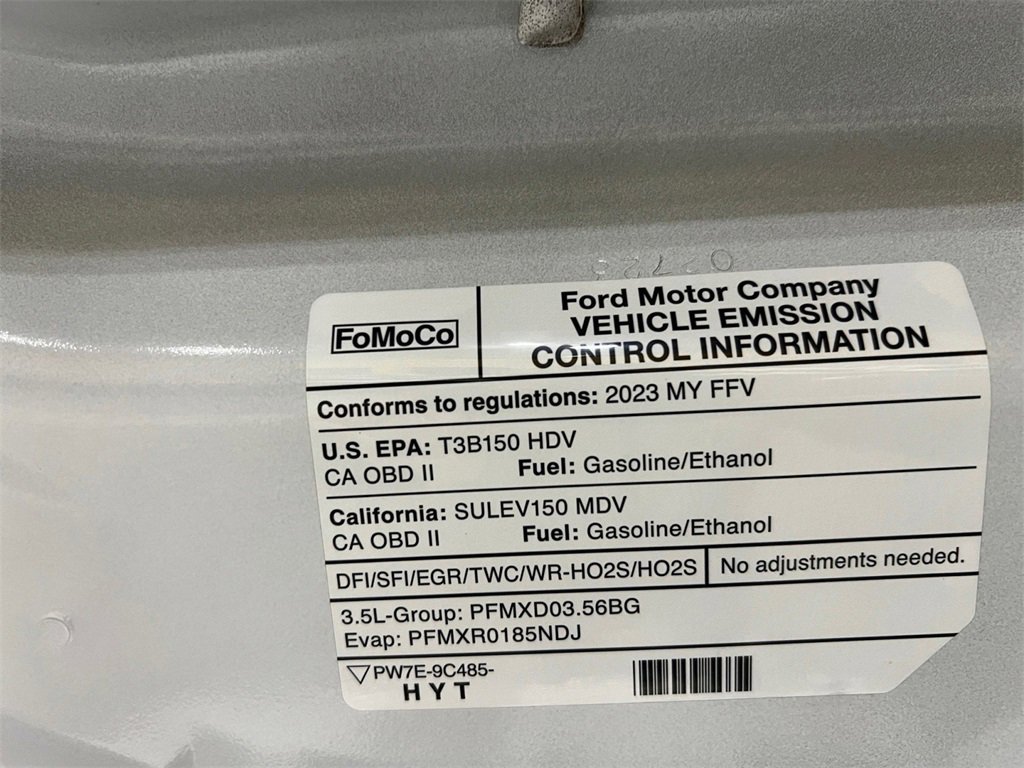 FoMoCo
Ford Motor Company
VEHICLE EMISSION
CONTROL INFORMATION
Conforms to regulations: 2023 MY FFV
U.S. EPA: T3B150 HDV
CA OBD II Fuel: Gasoline/Ethanol
California: SULEV150 MDV
CA OBD II Fuel: Gasoline/Ethanol
DFI/SFI/EGR/TWC/WR-HO2S/HO2S No adjustments needed.
3.5L-Group: PFMXD03.56BG
Evap: PFMXR0185NDJ
PW7E-9C485-
HYT